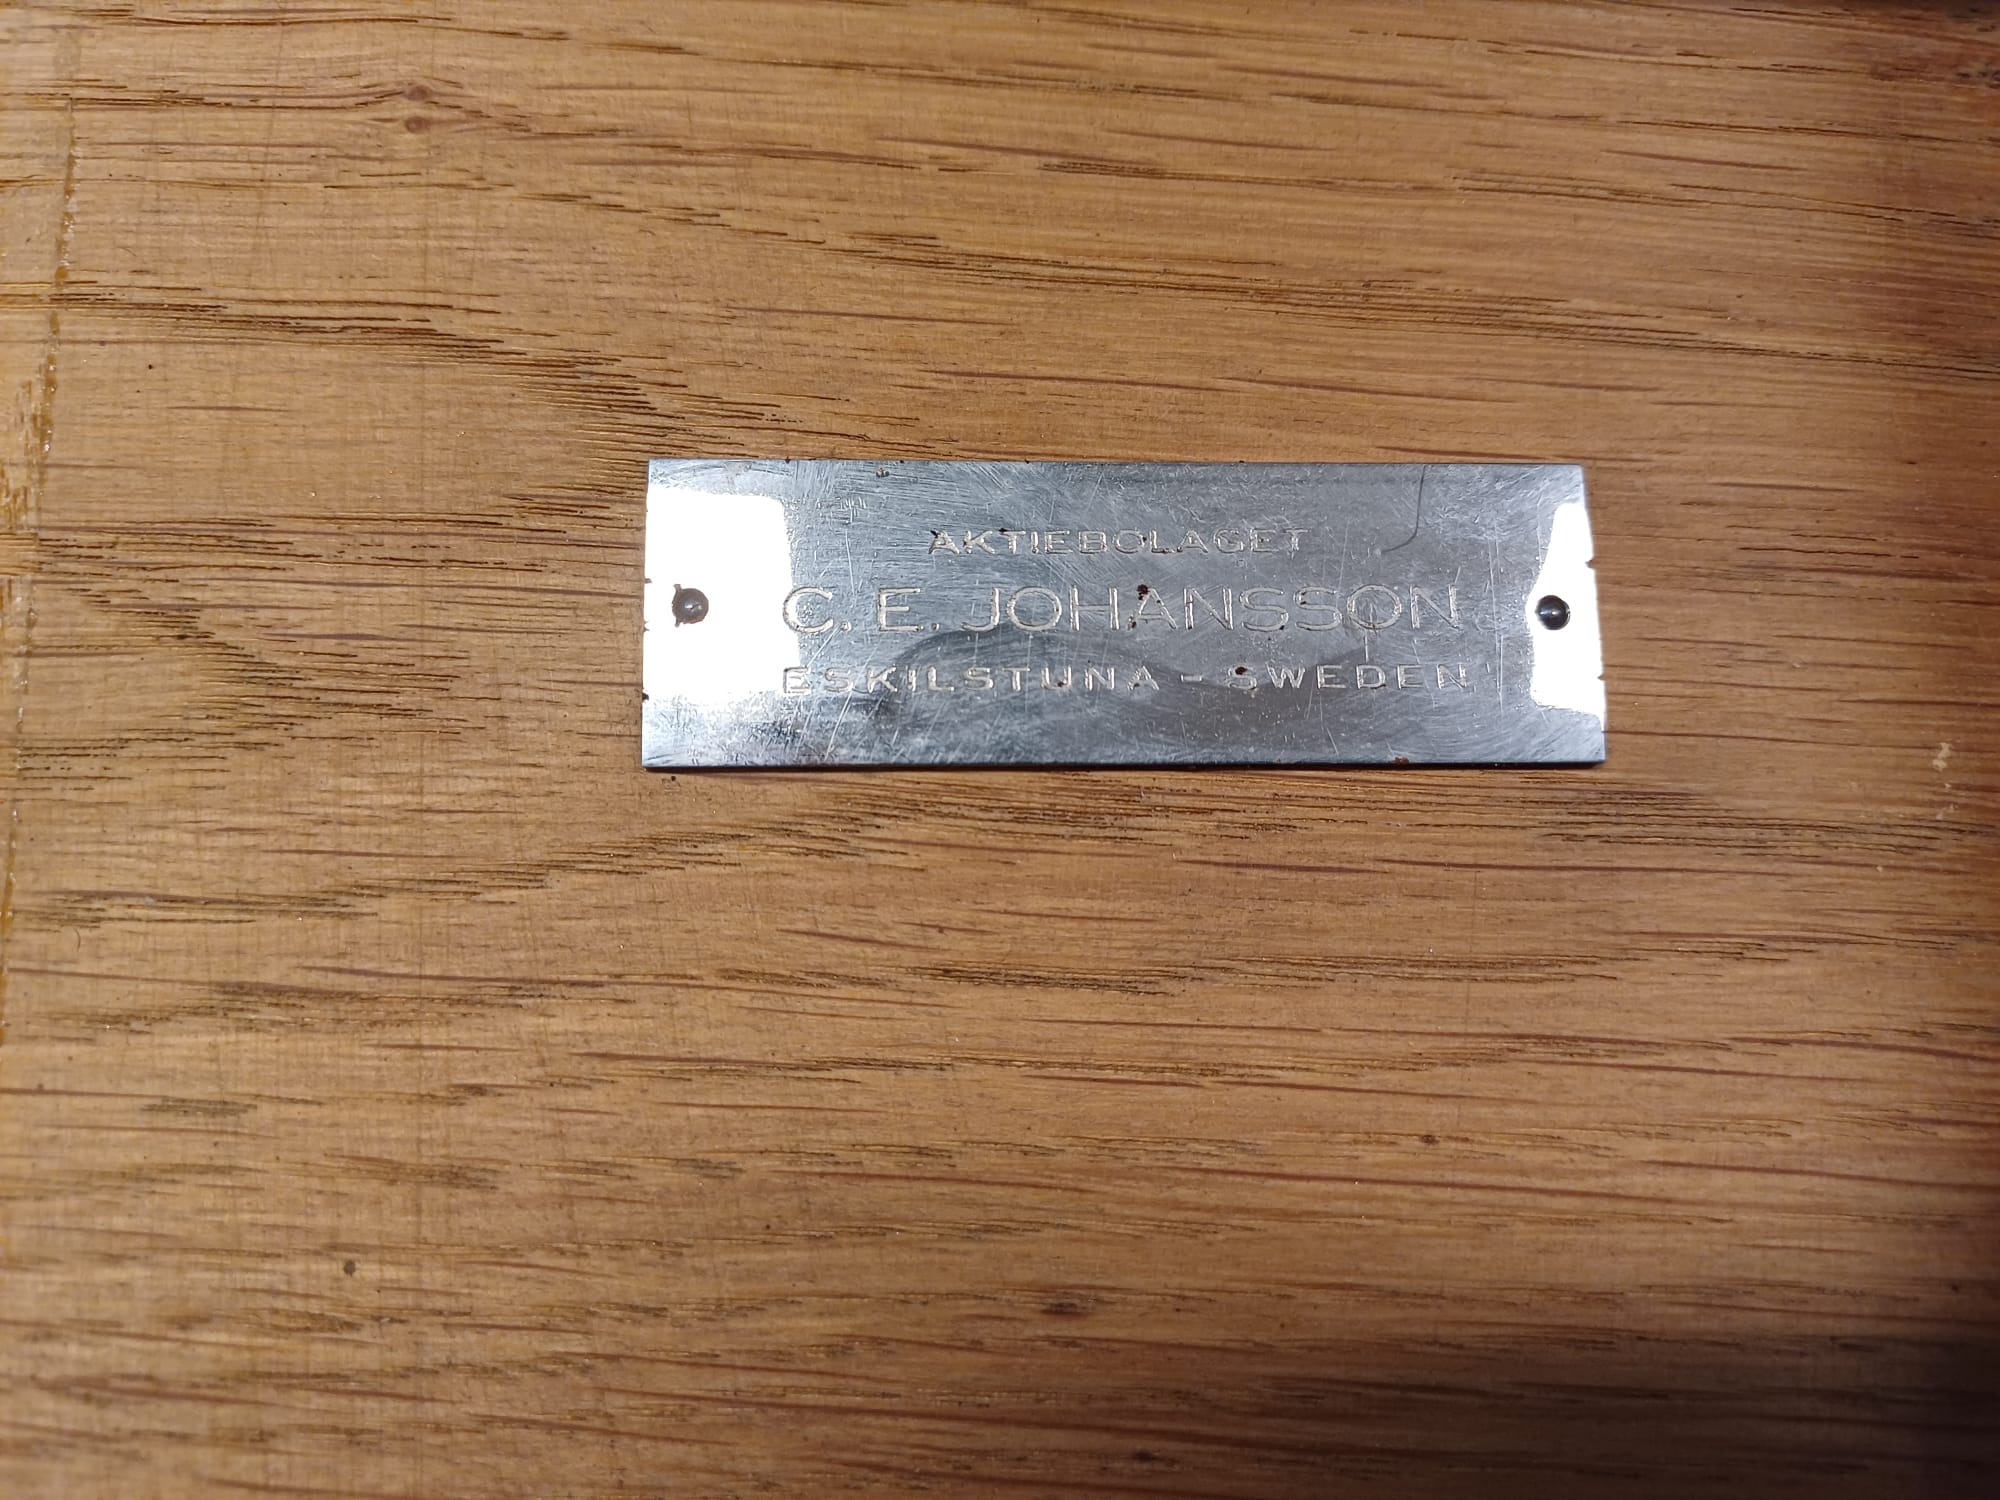 AKTIEBOLAGET
C. E. JOHANSSON
ESKILSTUNA - SWEDEN